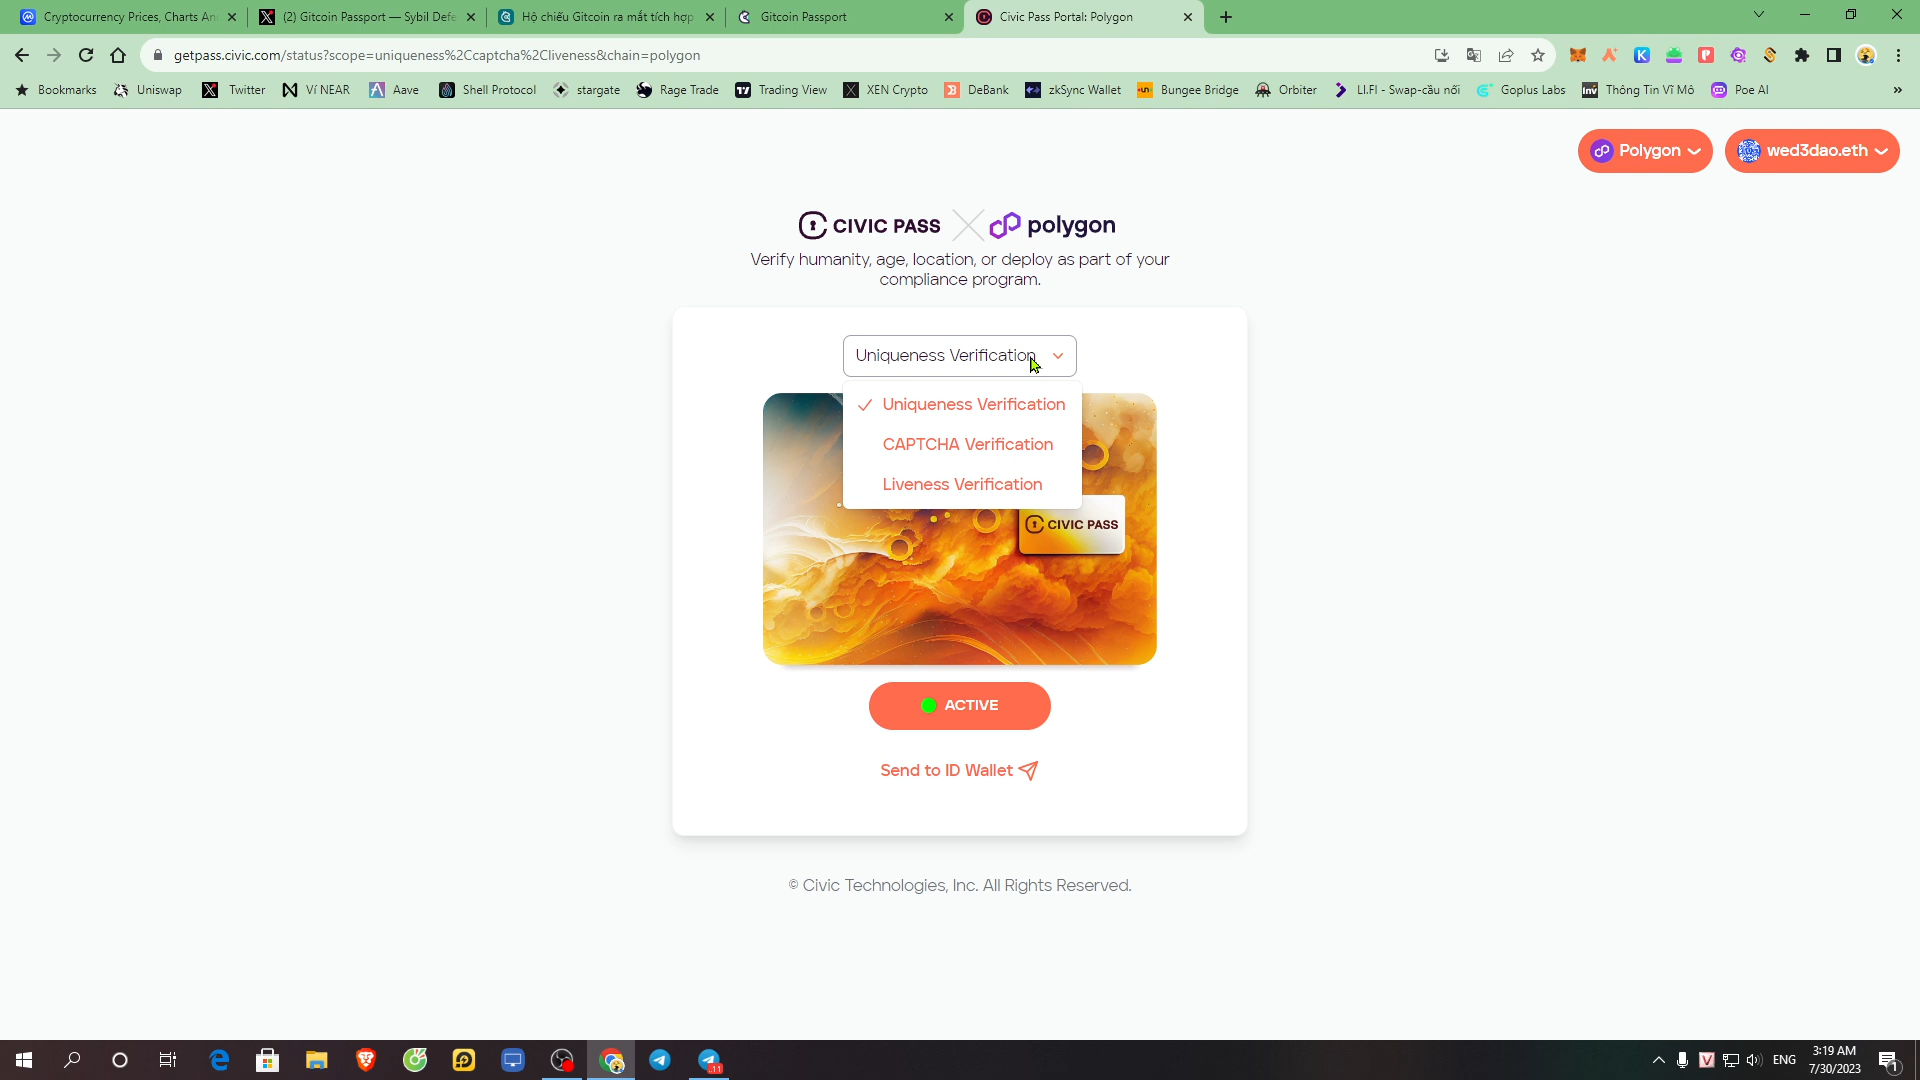 Cryptocurrency Prices, Charts An
(2) Gitcoin Passport — Sybil Defe
Hộ chiếu Gitcoin ra mắt tích hợp
Gitcoin Passport
Civic Pass Portal: Polygon
getpass.civic.com/status?scope=uniqueness%2Ccaptcha%2Cliveness&chain=polygon
Bookmarks
Uniswap
Twitter
Ví NEAR
Aave
Shell Protocol
stargate
Rage Trade
Trading View
XEN Crypto
DeBank
zkSync Wallet
Bungee Bridge
Orbiter
LI.FI - Swap-cầu nối
Goplus Labs
Thông Tin Vĩ Mô
Poe AI
Polygon
wed3dao.eth
CIVIC PASS
polygon
Verify humanity, age, location, or deploy as part of your
compliance program.
Uniqueness Verification
Uniqueness Verification
CAPTCHA Verification
Liveness Verification
CIVIC PASS
ACTIVE
Send to ID Wallet
© Civic Technologies, Inc. All Rights Reserved.
11
ENG
3:19 AM
7/30/2023
1